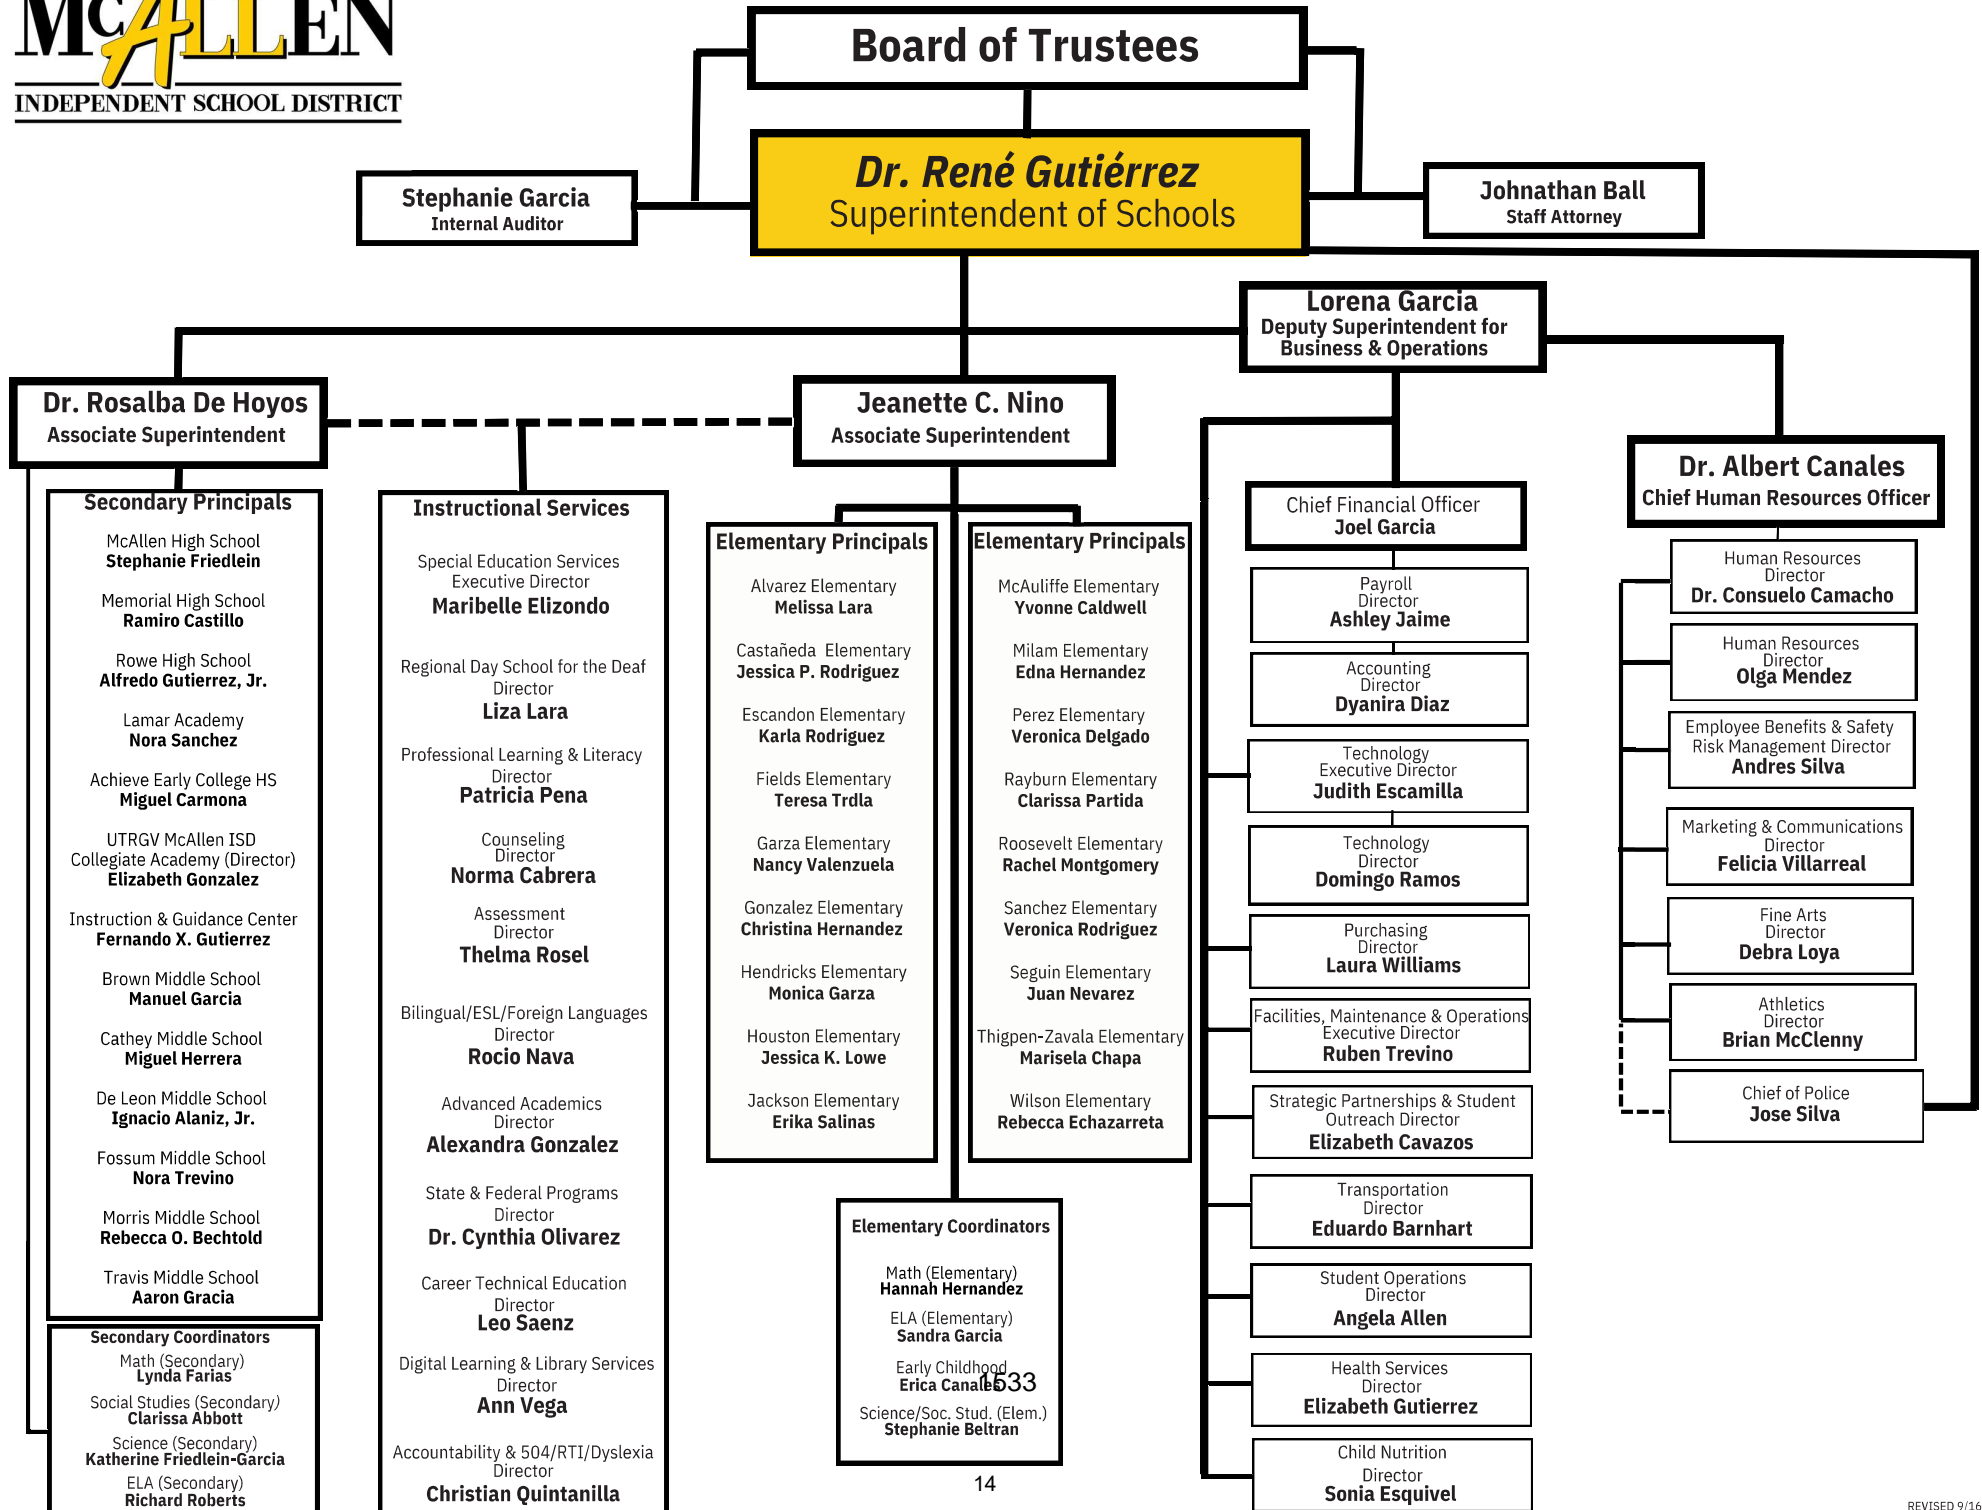 McALLEN
INDEPENDENT SCHOOL DISTRICT
Board of Trustees
Dr. René Gutiérrez
Superintendent of Schools
Stephanie Garcia
Internal Auditor
Johnathan Ball
Staff Attorney
Lorena Garcia
Deputy Superintendent for
Business & Operations
Dr. Rosalba De Hoyos
Associate Superintendent
Jeanette C. Nino
Associate Superintendent
Dr. Albert Canales
Chief Human Resources Officer
Secondary Principals
McAllen High School
Stephanie Friedlein
Memorial High School
Ramiro Castillo
Rowe High School
Alfredo Gutierrez, Jr.
Lamar Academy
Nora Sanchez
Achieve Early College HS
Miguel Carmona
UTRGV McAllen ISD
Collegiate Academy (Director)
Elizabeth Gonzalez
Instruction & Guidance Center
Fernando X. Gutierrez
Brown Middle School
Manuel Garcia
Cathey Middle School
Miguel Herrera
De Leon Middle School
Ignacio Alaniz, Jr.
Fossum Middle School
Nora Trevino
Morris Middle School
Rebecca O. Bechtold
Travis Middle School
Aaron Gracia
Secondary Coordinators
Math (Secondary)
Lynda Farias
Social Studies (Secondary)
Clarissa Abbott
Science (Secondary)
Katherine Friedlein-Garcia
ELA (Secondary)
Richard Roberts
Instructional Services
Special Education Services
Executive Director
Maribelle Elizondo
Regional Day School for the Deaf
Director
Liza Lara
Professional Learning & Literacy
Director
Patricia Pena
Counseling
Director
Norma Cabrera
Assessment
Director
Thelma Rosel
Bilingual/ESL/Foreign Languages
Director
Rocio Nava
Advanced Academics
Director
Alexandra Gonzalez
State & Federal Programs
Director
Dr. Cynthia Olivarez
Career Technical Education
Director
Leo Saenz
Digital Learning & Library Services
Director
Ann Vega
Accountability & 504/RTI/Dyslexia
Director
Christian Quintanilla
Elementary Principals
Alvarez Elementary
Melissa Lara
Castañeda Elementary
Jessica P. Rodriguez
Escandon Elementary
Karla Rodriguez
Fields Elementary
Teresa Trdla
Garza Elementary
Nancy Valenzuela
Gonzalez Elementary
Christina Hernandez
Hendricks Elementary
Monica Garza
Houston Elementary
Jessica K. Lowe
Jackson Elementary
Erika Salinas
Elementary Principals
McAuliffe Elementary
Yvonne Caldwell
Milam Elementary
Edna Hernandez
Perez Elementary
Veronica Delgado
Rayburn Elementary
Clarissa Partida
Roosevelt Elementary
Rachel Montgomery
Sanchez Elementary
Veronica Rodriguez
Seguin Elementary
Juan Nevarez
Thigpen-Zavala Elementary
Marisela Chapa
Wilson Elementary
Rebecca Echazarreta
Elementary Coordinators
Math (Elementary)
Hannah Hernandez
ELA (Elementary)
Sandra Garcia
Early Childhood
Erica Canales
1533
Science/Soc. Stud. (Elem.)
Stephanie Beltran
14
Chief Financial Officer
Joel Garcia
Payroll
Director
Ashley Jaime
Accounting
Director
Dyanira Diaz
Technology
Executive Director
Judith Escamilla
Technology
Director
Domingo Ramos
Purchasing
Director
Laura Williams
Facilities, Maintenance & Operations
Executive Director
Ruben Trevino
Strategic Partnerships & Student
Outreach Director
Elizabeth Cavazos
Transportation
Director
Eduardo Barnhart
Student Operations
Director
Angela Allen
Health Services
Director
Elizabeth Gutierrez
Child Nutrition
Director
Sonia Esquivel
Human Resources
Director
Dr. Consuelo Camacho
Human Resources
Director
Olga Mendez
Employee Benefits & Safety
Risk Management Director
Andres Silva
Marketing & Communications
Director
Felicia Villarreal
Fine Arts
Director
Debra Loya
Athletics
Director
Brian McClenny
Chief of Police
Jose Silva
REVISED 9/16